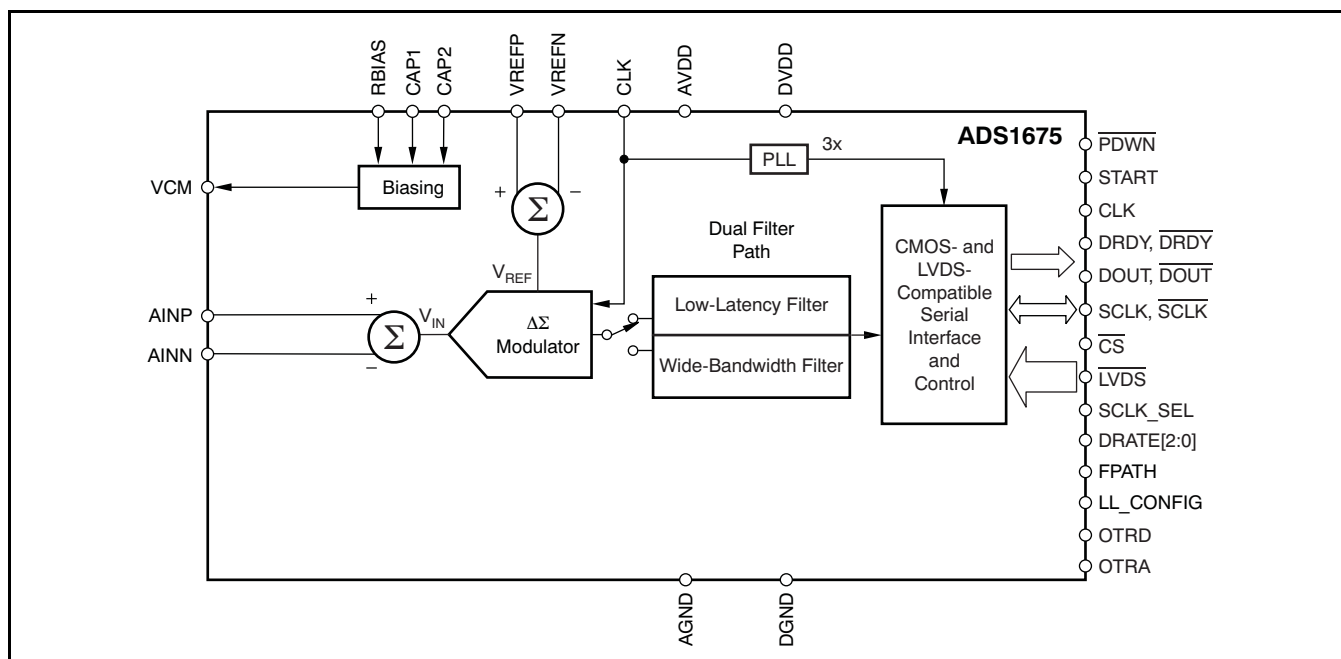 RBIAS
CAP1
CAP2
VREFP
VREFN
CLK
AVDD
DVDD
ADS1675
PLL
3x
VCM
Biasing
+
−
Σ
Dual Filter
Path
VREF
AINP
AINN
+
−
Σ
VIN
ΔΣ
Modulator
Low-Latency Filter
Wide-Bandwidth Filter
CMOS- and
LVDS-
Compatible
Serial
Interface
and
Control
PDWN
START
CLK
DRDY, DRDY
DOUT, DOUT
SCLK, SCLK
CS
LVDS
SCLK_SEL
DRATE[2:0]
FPATH
LL_CONFIG
OTRD
OTRA
AGND
DGND